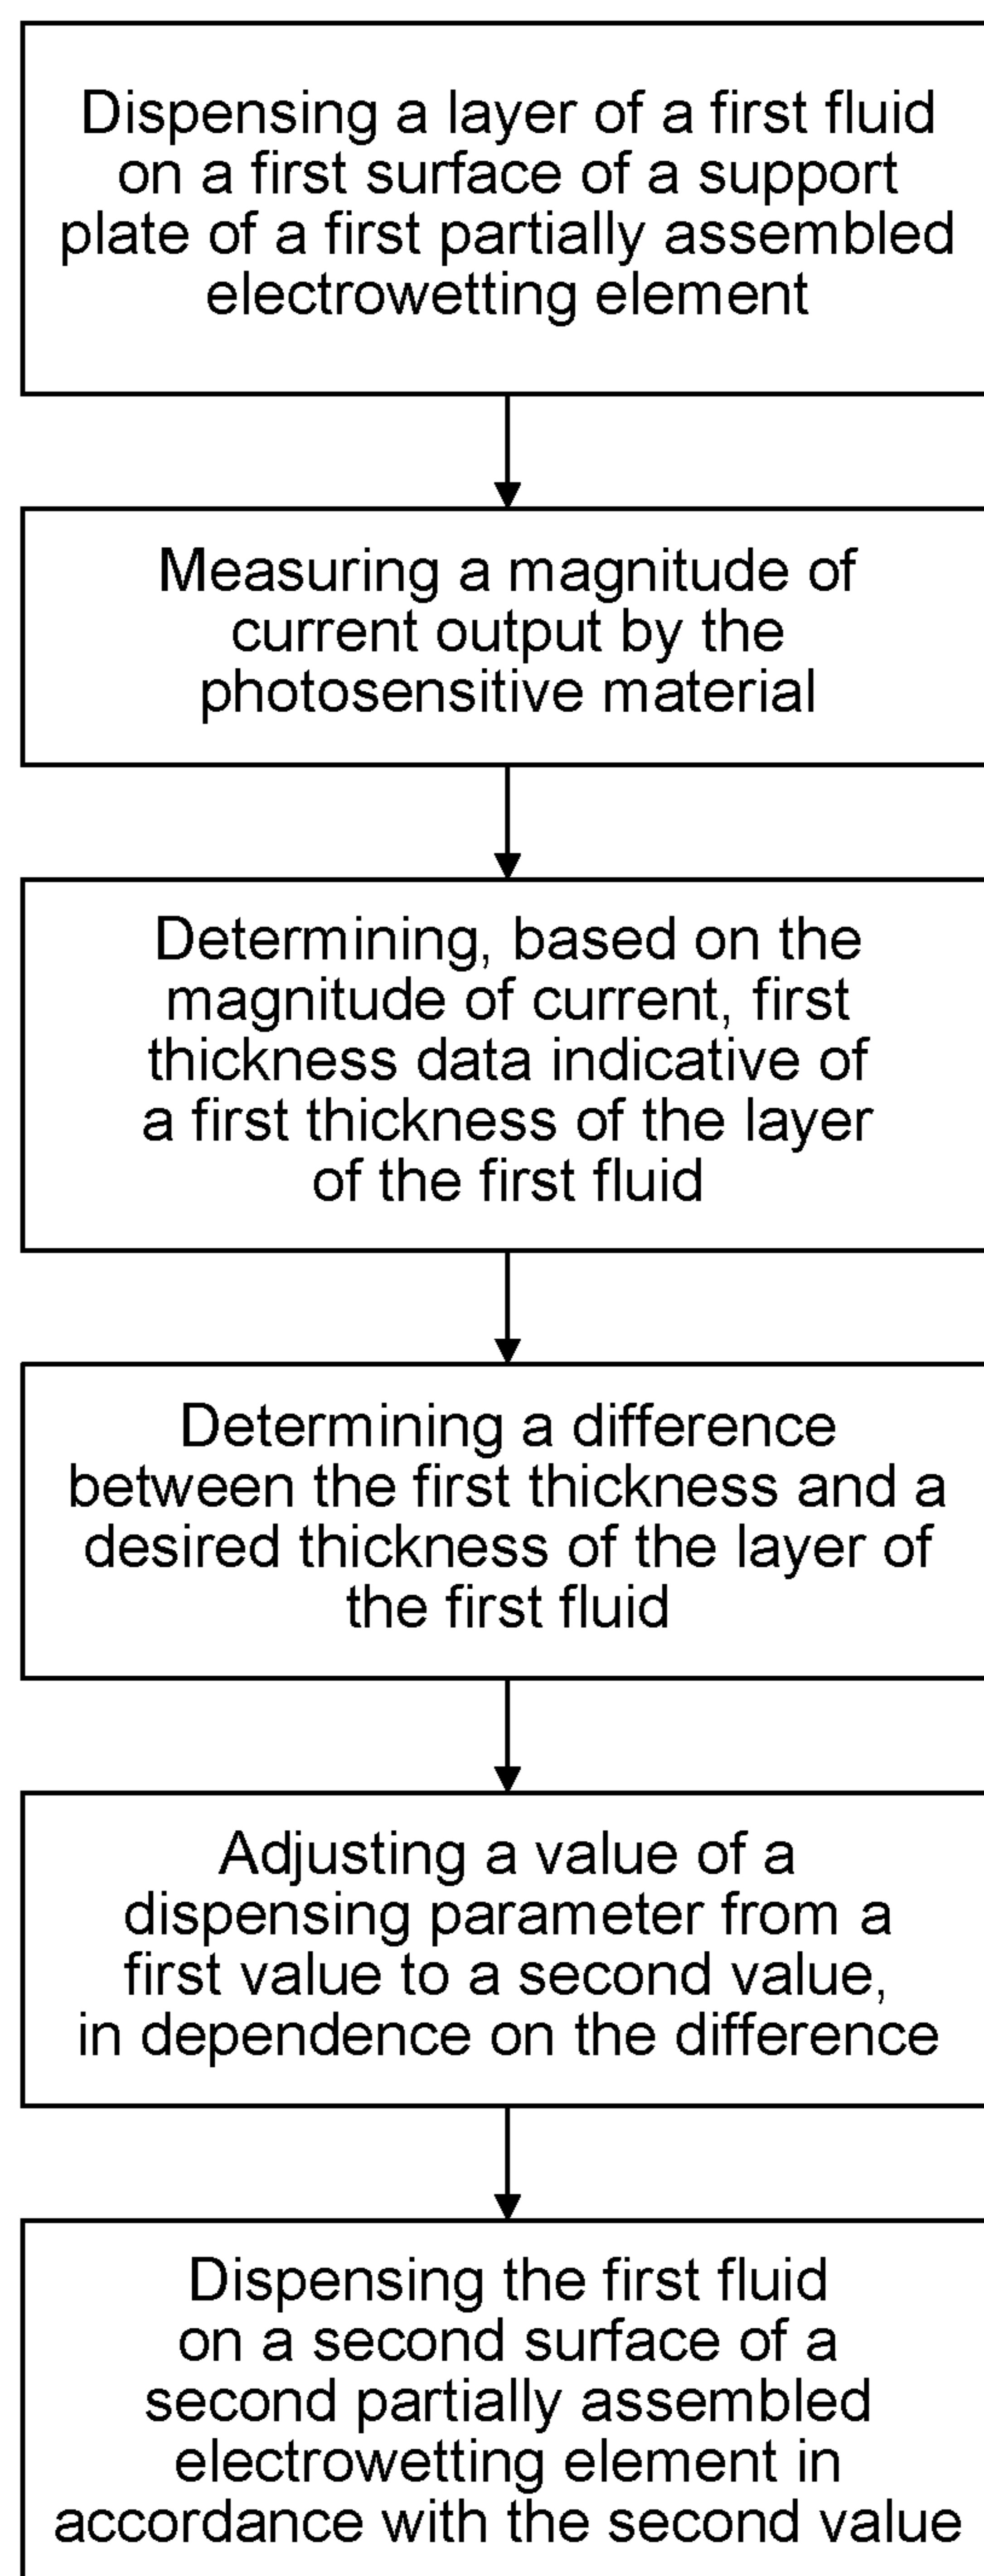 Dispensing a layer of a first fluid
on a first surface of a support
plate of a first partially assembled
electrowetting element
Measuring a magnitude of
current output by the
photosensitive material
Determining, based on the
magnitude of current, first
thickness data indicative of
a first thickness of the layer
of the first fluid
Determining a difference
between the first thickness and a
desired thickness of the layer of
the first fluid
Adjusting a value of a
dispensing parameter from a
first value to a second value,
in dependence on the difference
Dispensing the first fluid
on a second surface of a
second partially assembled
electrowetting element in
accordance with the second value